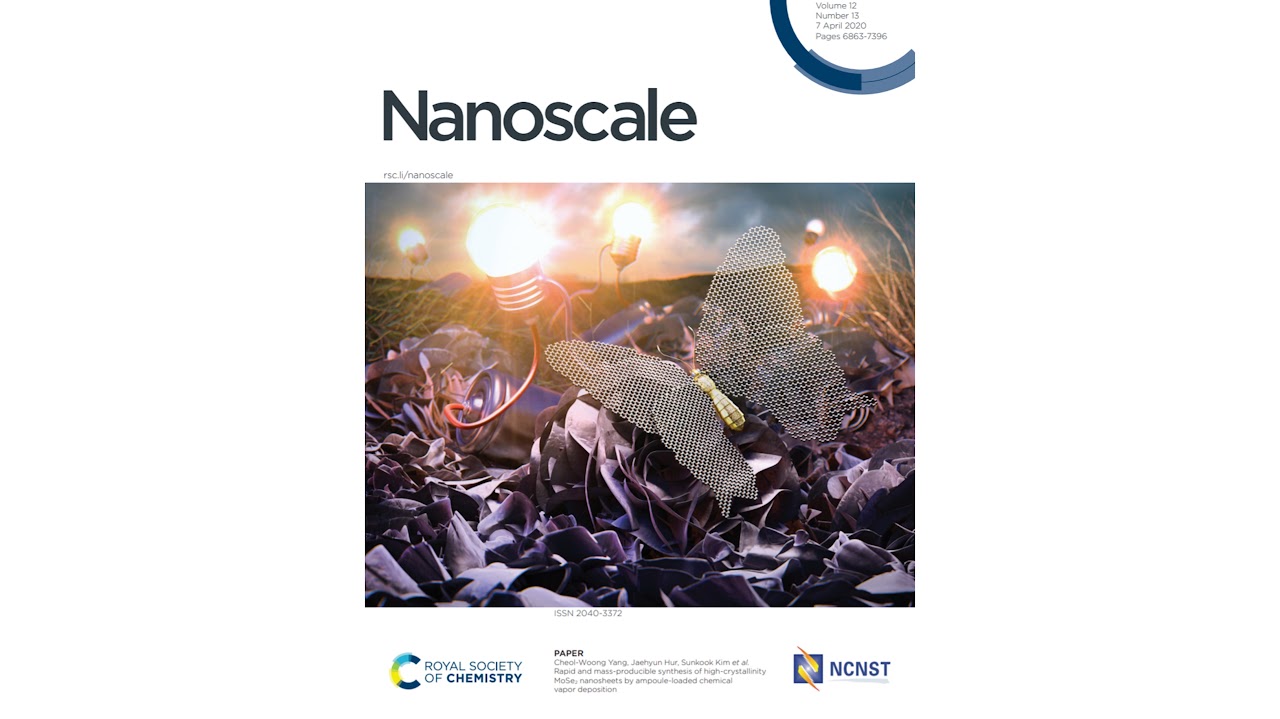 Volume 12
Number 13
7 April 2020
Pages 6863-7396
Nanoscale
rsc.li/nanoscale
ISSN 2040-3372
ROYAL SOCIETY
OF CHEMISTRY
PAPER
Cheol-Woong Yang, Jaehyun Hur, Sunkook Kim et al.
Rapid and mass-producible synthesis of high-crystallinity
MoSe₂ nanosheets by ampoule-loaded chemical
vapor deposition
NCNST